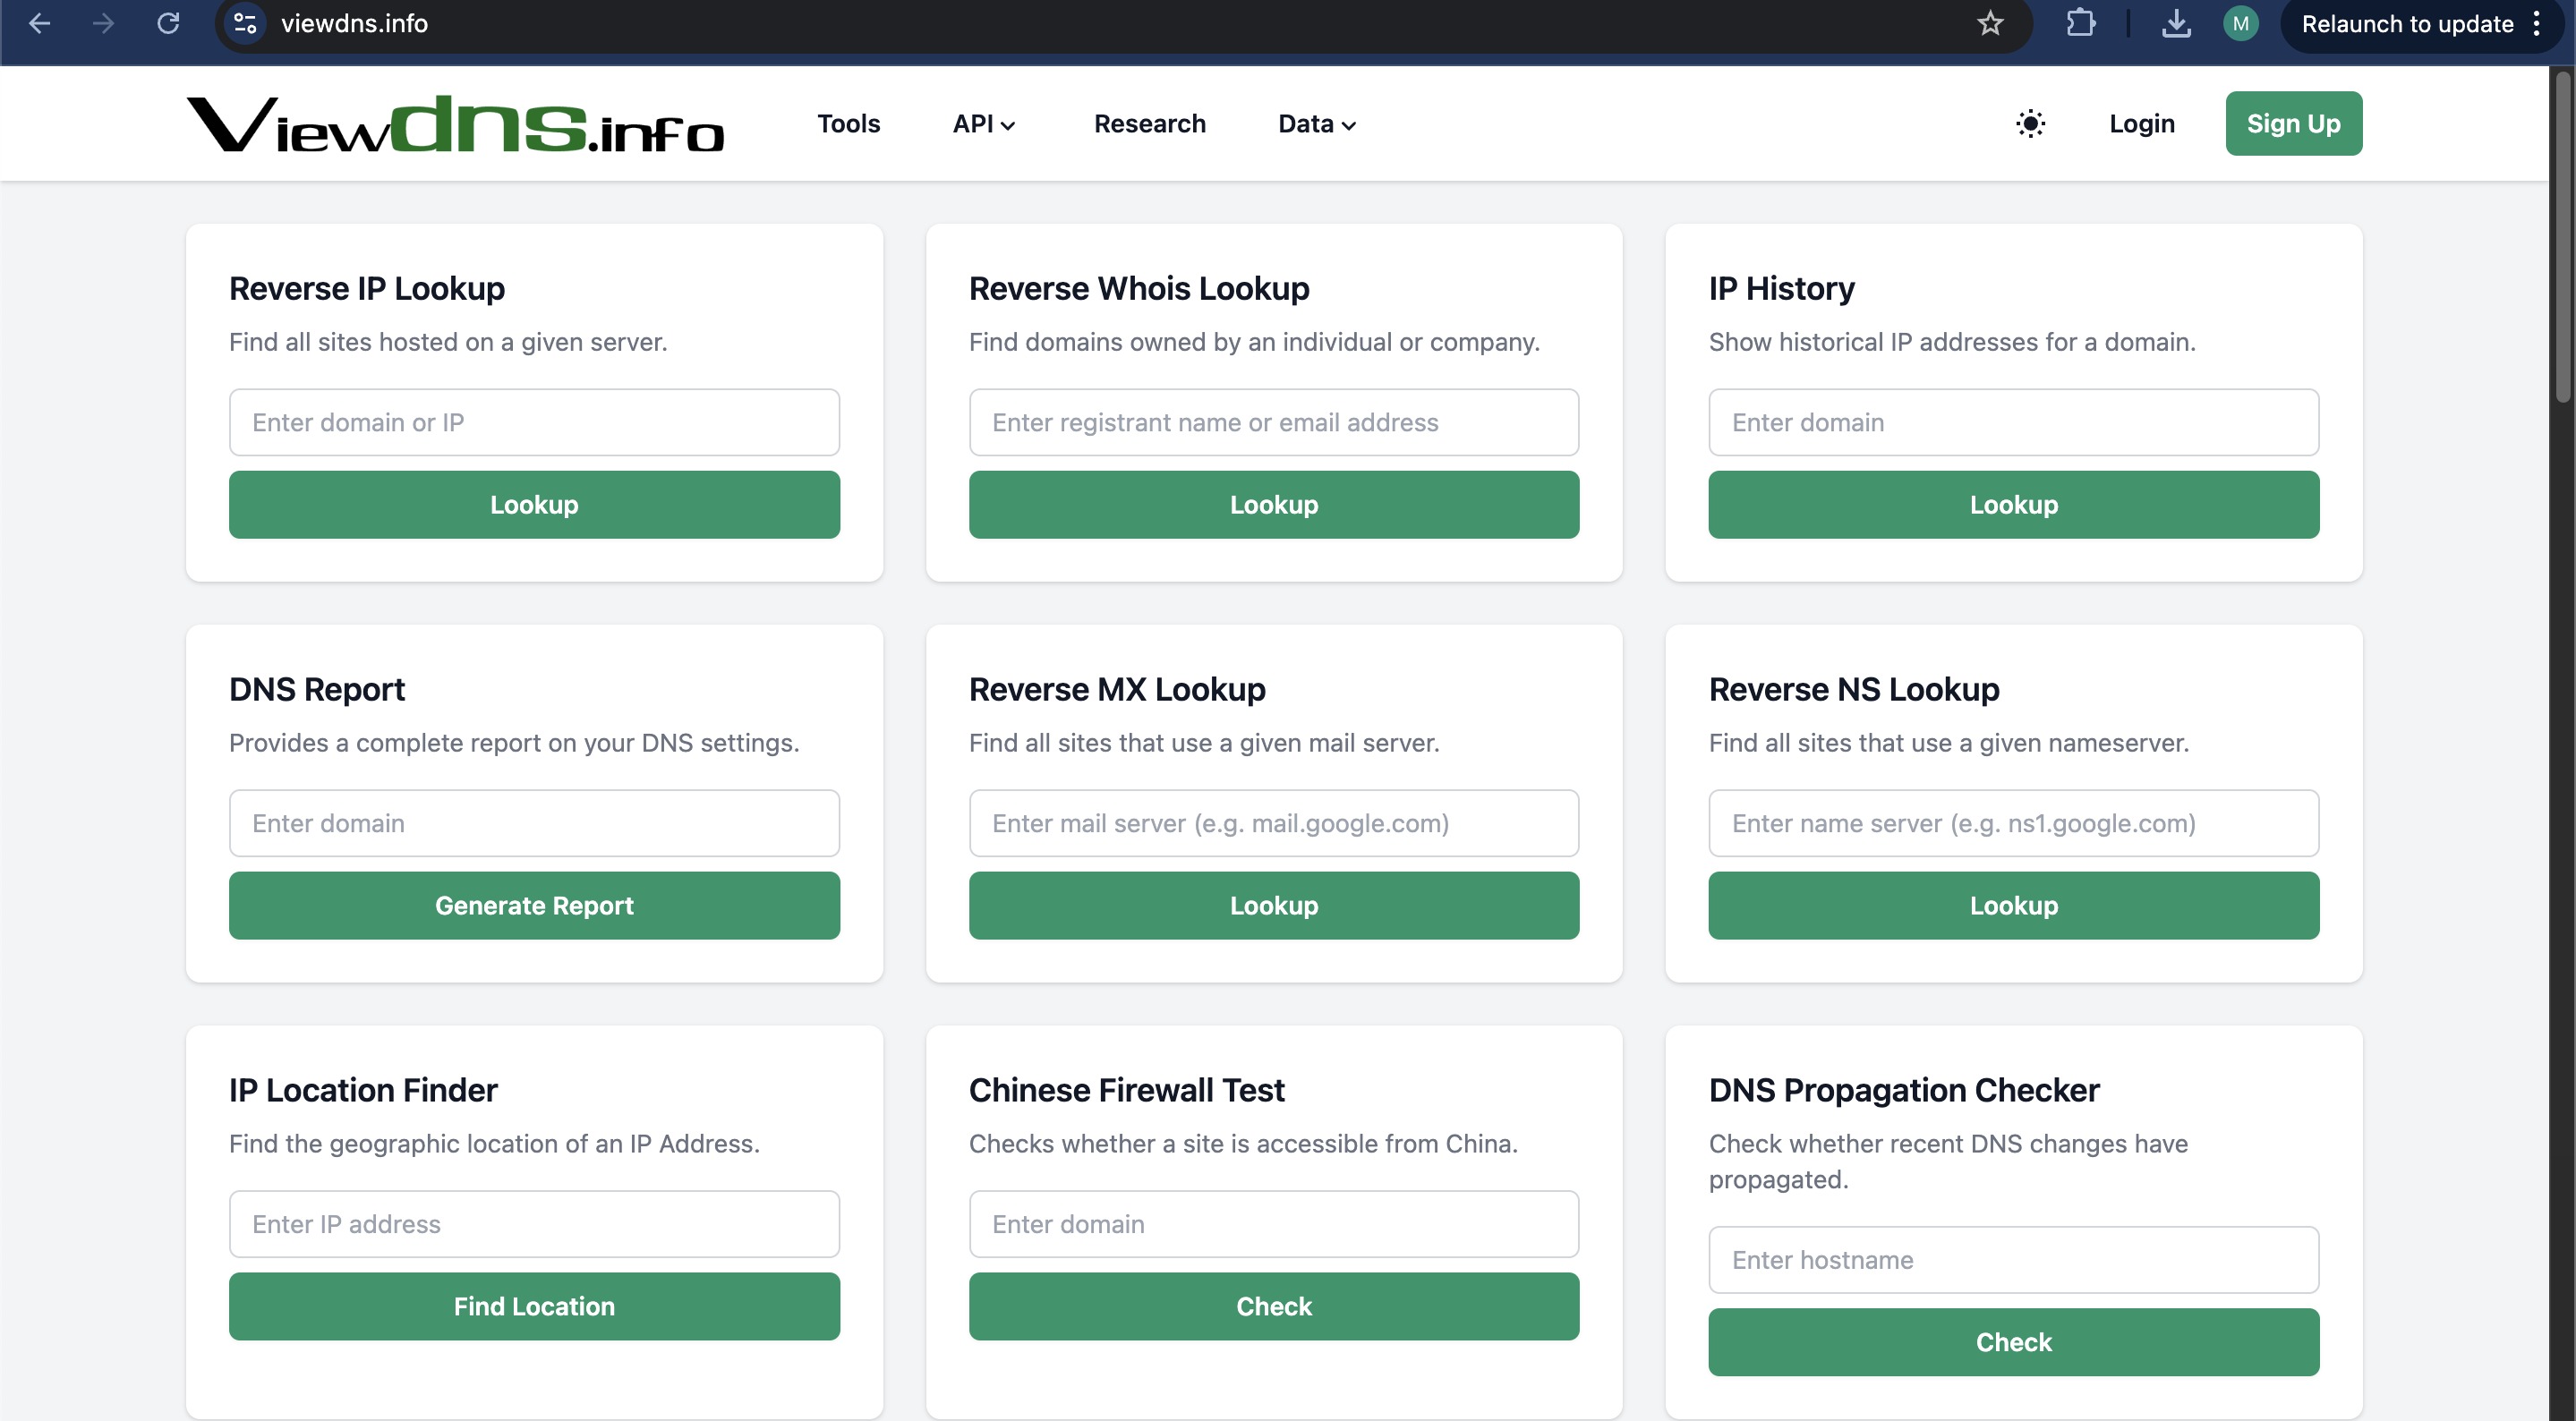 viewdns.info
M
Relaunch to update
Viewdns.info
Tools
API
Research
Data
Login
Sign Up
Reverse IP Lookup
Find all sites hosted on a given server.
Enter domain or IP
Lookup
Reverse Whois Lookup
Find domains owned by an individual or company.
Enter registrant name or email address
Lookup
IP History
Show historical IP addresses for a domain.
Enter domain
Lookup
DNS Report
Provides a complete report on your DNS settings.
Enter domain
Generate Report
Reverse MX Lookup
Find all sites that use a given mail server.
Enter mail server (e.g. mail.google.com)
Lookup
Reverse NS Lookup
Find all sites that use a given nameserver.
Enter name server (e.g. ns1.google.com)
Lookup
IP Location Finder
Find the geographic location of an IP Address.
Enter IP address
Find Location
Chinese Firewall Test
Checks whether a site is accessible from China.
Enter domain
Check
DNS Propagation Checker
Check whether recent DNS changes have
propagated.
Enter hostname
Check